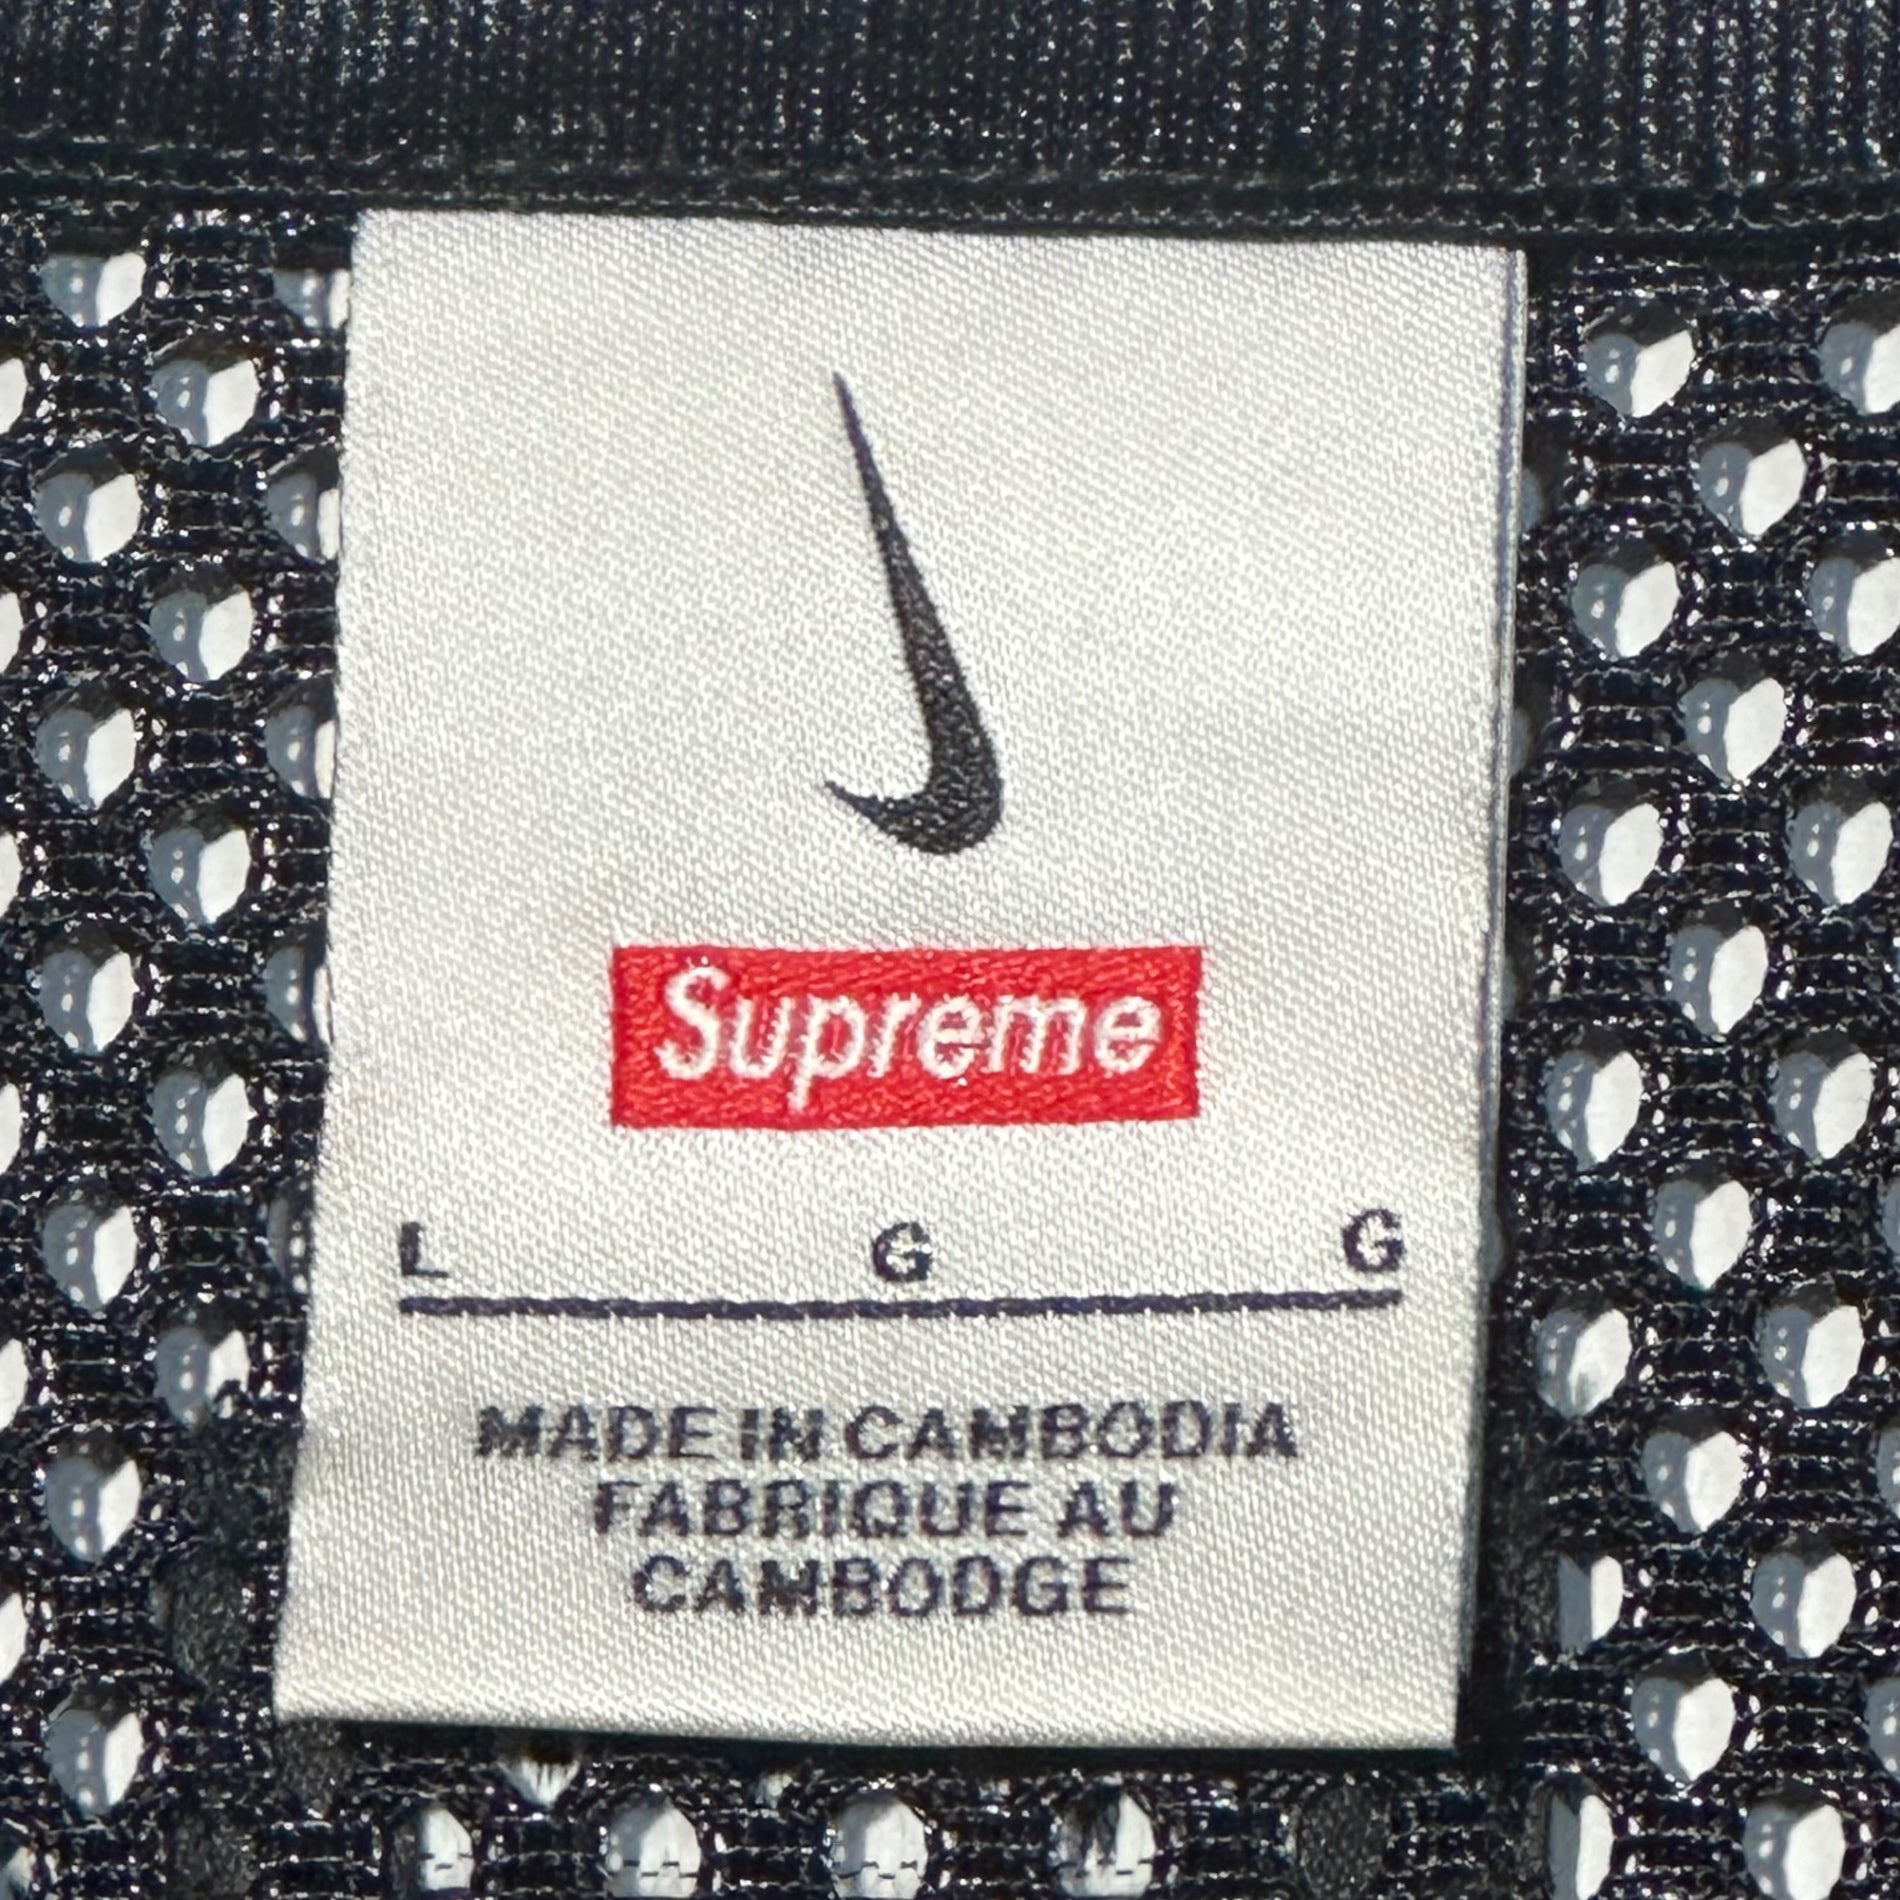 Supreme
L G G
MADE IN CAMBODIA
FABRIQUE AU
CAMBODGE